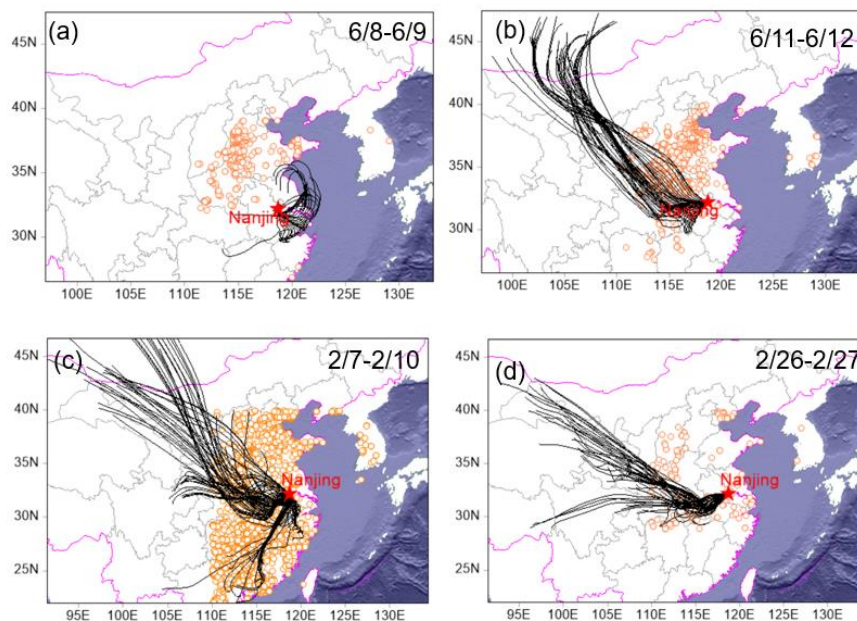 (a)
6/8-6/9
45N
40N
35N
30N
Nanjing
100E 105E 110E 115E 120E 125E 130E
(b)
6/11-6/12
45N
40N
35N
30N
Nanjing
100E 105E 110E 115E 120E 125E 130E
(c)
2/7-2/10
45N
40N
35N
30N
25N
Nanjing
95E 100E 105E 110E 115E 120E 125E 130E
(d)
2/26-2/27
45N
40N
35N
30N
25N
Nanjing
95E 100E 105E 110E 115E 120E 125E 130E